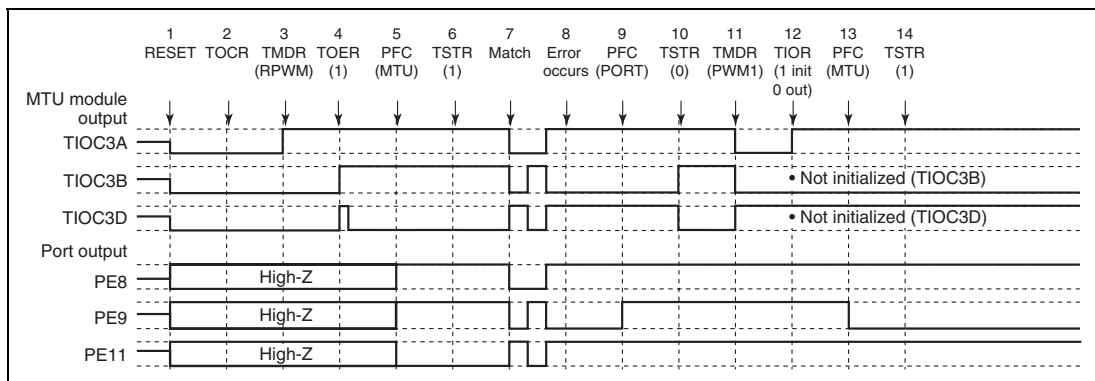 1 2 3 4 5 6 7 8 9 10 11 12 13 14
RESET TOCR TMDR TOER PFC TSTR Match Error PFC TSTR TMDR TIOR PFC TSTR
(RPWM) (1) (MTU) (1) occurs (PORT) (0) (PWM1) (1 init (MTU) (1)
0 out)
MTU module
output
TIOC3A
TIOC3B
• Not initialized (TIOC3B)
TIOC3D
• Not initialized (TIOC3D)
Port output
PE8
High-Z
PE9
High-Z
PE11
High-Z